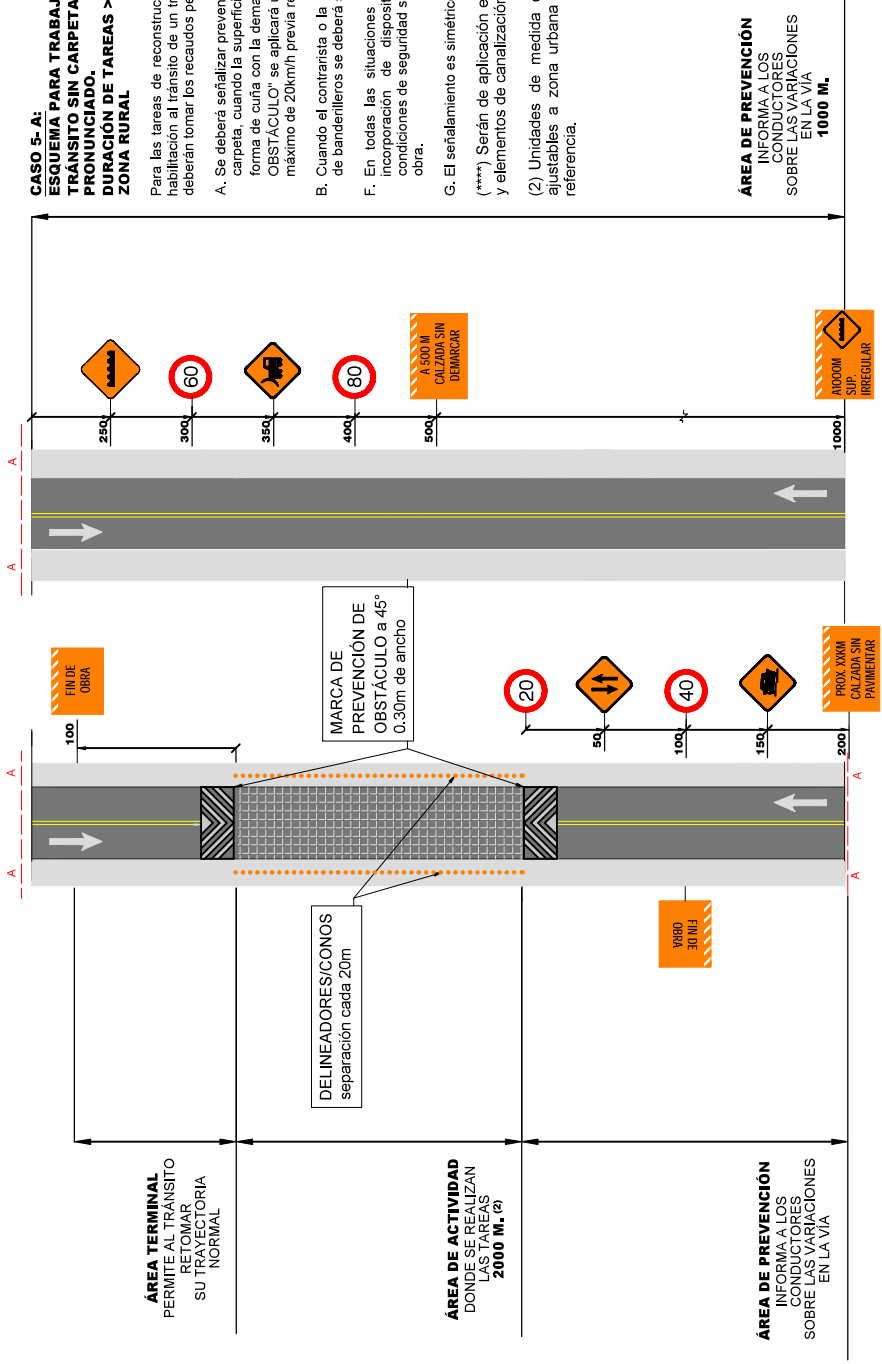 CASO 5- A:
ESQUEMA PARA TRABAJ
TRÁNSITO SIN CARPETA
PRONUNCIADO.
DURACIÓN DE TAREAS >
ZONA RURAL
Para las tareas de reconstruc
habilitación al tránsito de un tr
deberán tomar los recaudos pe
A. Se deberá señalizar preven
carpeta, cuando la superfici
forma de cuña con la dema
OBSTÁCULO" se aplicará u
máximo de 20km/h previa re
B. Cuando el contrarista o la
de banderilleros se deberá s
F. En todas las situaciones
incorporación de disposit
condiciones de seguridad s
obra.
G. El señalamiento es simétric
(****) Serán de aplicación e
y elementos de canalización
(2) Unidades de medida
ajustables a zona urbana
referencia.
ÁREA DE PREVENCIÓN
INFORMA A LOS
CONDUCTORES
SOBRE LAS VARIACIONES
EN LA VÍA
1000 M.
250
300
60
350
400
80
500
A 500 M
CALZADA SIN
DEMARCAR
1000
A1000M
SUP.
IRREGULAR
A
A
FIN DE
OBRA
100
MARCA DE
PREVENCIÓN DE
OBSTÁCULO a 45°
0.30m de ancho
20
50
40
100
150
200
PROX. XXKM
CALZADA SIN
PAVIMENTAR
A
A
A
A
DELINEADORES/CONOS
separación cada 20m
FIN DE
OBRA
ÁREA TERMINAL
PERMITE AL TRÁNSITO
RETOMAR
SU TRAYECTORIA
NORMAL
ÁREA DE ACTIVIDAD
DONDE SE REALIZAN
LAS TAREAS
2000 M. (2)
ÁREA DE PREVENCIÓN
INFORMA A LOS
CONDUCTORES
SOBRE LAS VARIACIONES
EN LA VÍA